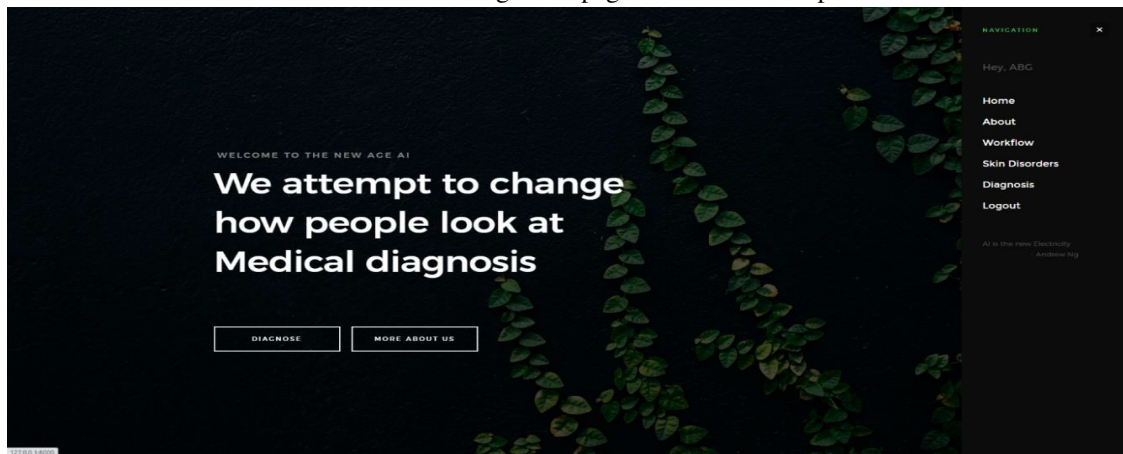 WELCOME TO THE NEW AGE AI
We attempt to change
how people look at
Medical diagnosis
DIAGNOSE
MORE ABOUT US
NAVIGATION
×
Hey, ABG
Home
About
Workflow
Skin Disorders
Diagnosis
Logout
AI is the new Electricity
- Andrew Ng